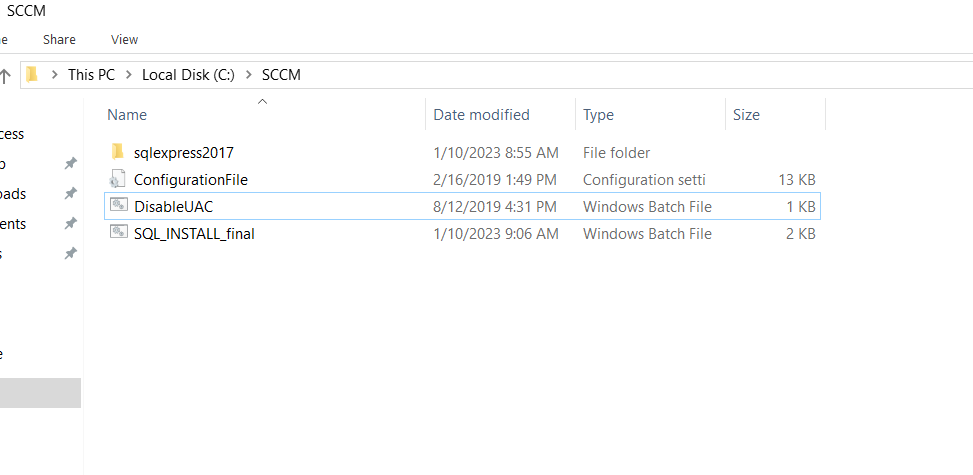 SCCM
e Share View
This PC Local Disk (C:) SCCM
Name Date modified Type Size
cess
sqlexpress2017 1/10/2023 8:55 AM File folder
p
ConfigurationFile 2/16/2019 1:49 PM Configuration setti 13 KB
oads
DisableUAC 8/12/2019 4:31 PM Windows Batch File 1 KB
ents
SQL_INSTALL_final 1/10/2023 9:06 AM Windows Batch File 2 KB
s
e